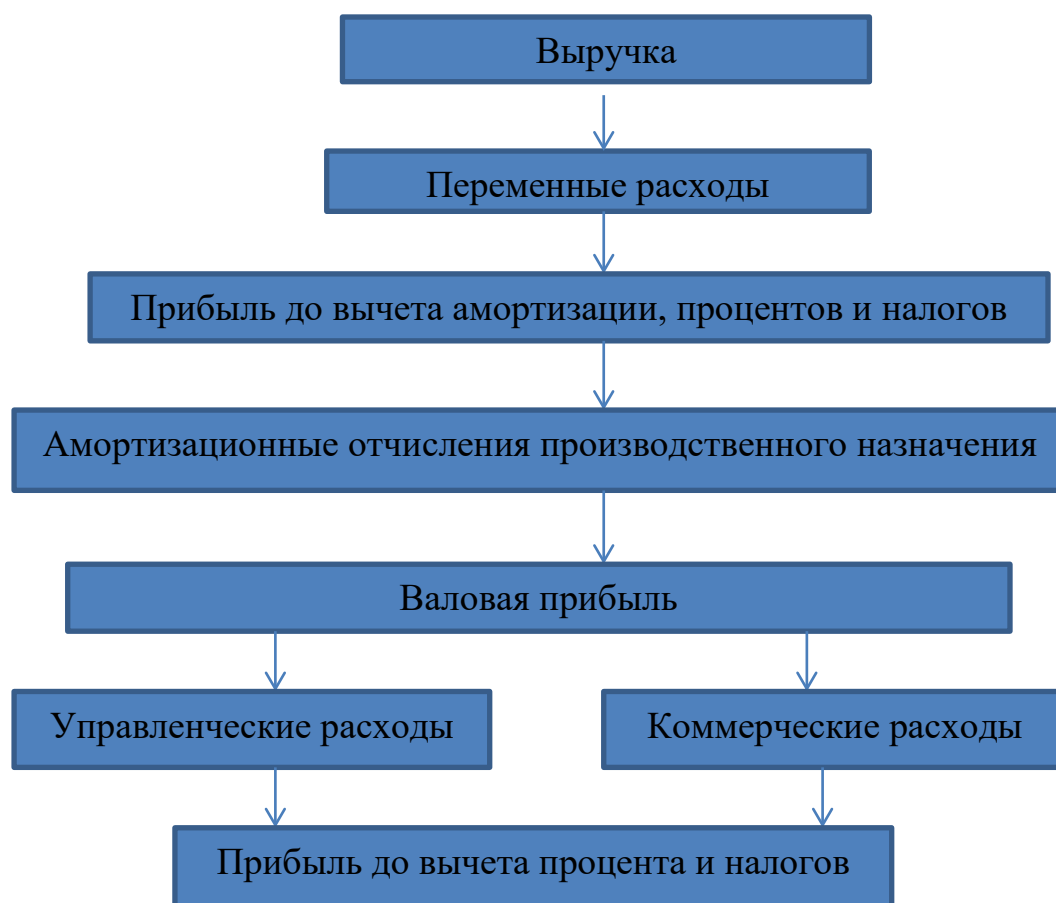 Выручка
Переменные расходы
Прибыль до вычета амортизации, процентов и налогов
Амортизационные отчисления производственного назначения
Валовая прибыль
Управленческие расходы
Коммерческие расходы
Прибыль до вычета процента и налогов